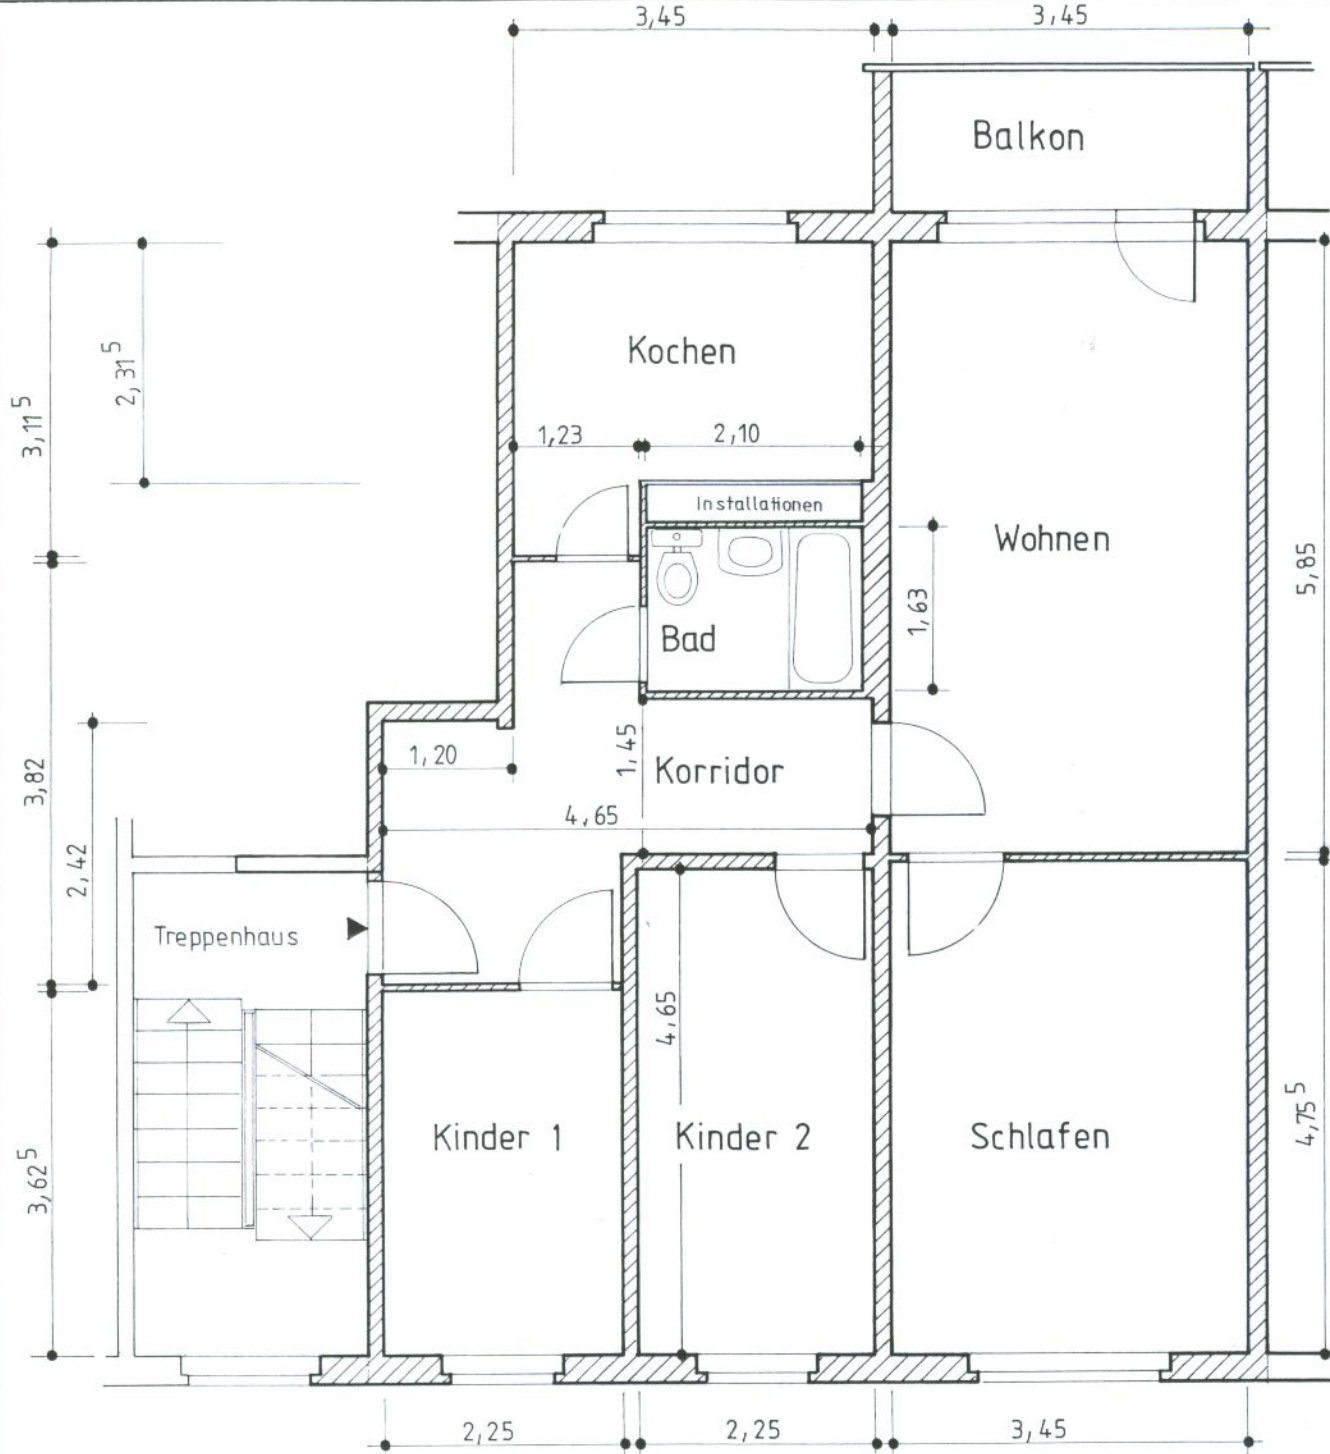 3,45
3,45
Balkon
2,31⁵
3,11⁵
Kochen
1,23
2,10
Installationen
Wohnen
5,85
1,63
Bad
1,20
1,45
Korridor
3,82
4,65
2,42
Treppenhaus
4,65
Kinder 1
Kinder 2
Schlafen
4,75⁵
3,62⁵
2,25
2,25
3,45